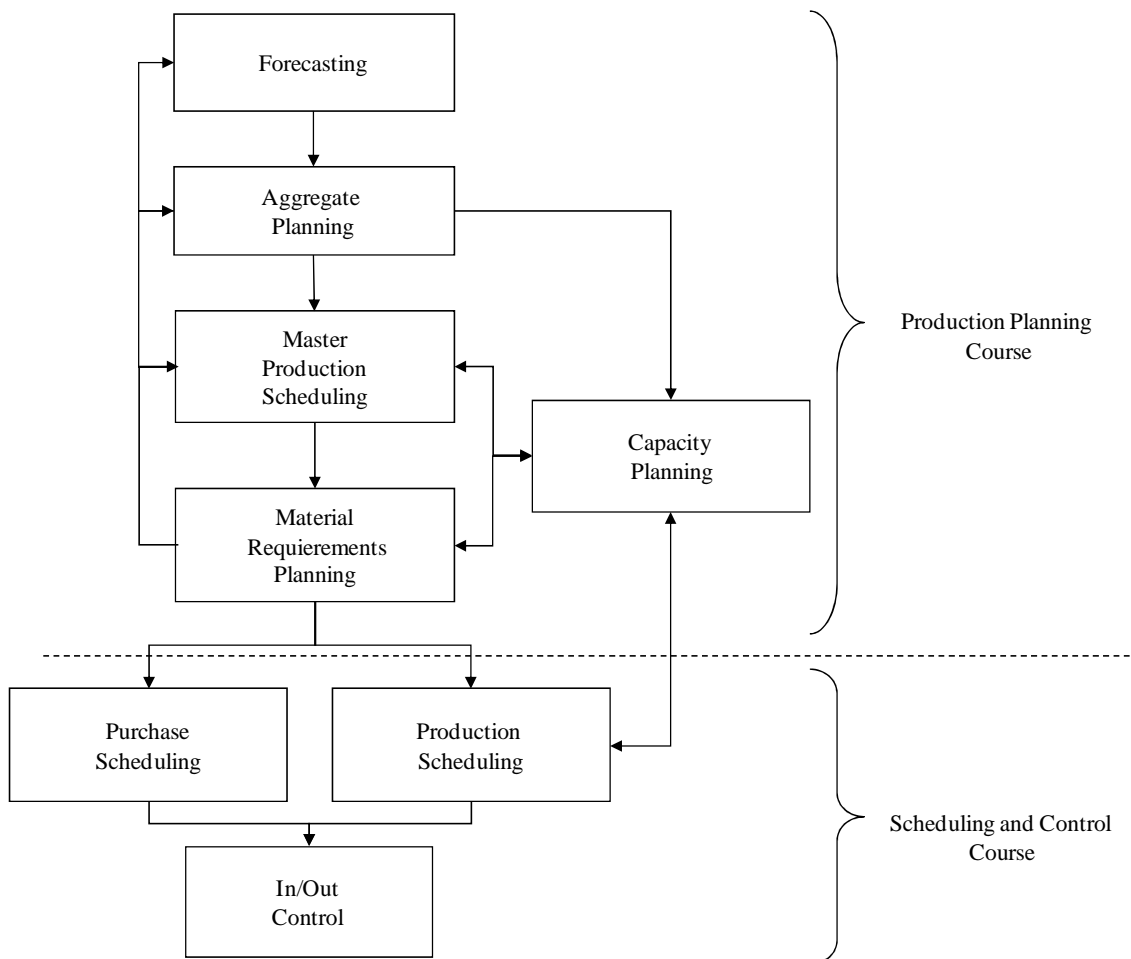 Forecasting
Aggregate
Planning
Master
Production
Scheduling
Production Planning
Course
Capacity
Planning
Material
Requierements
Planning
Purchase
Scheduling
Production
Scheduling
Scheduling and Control
Course
In/Out
Control